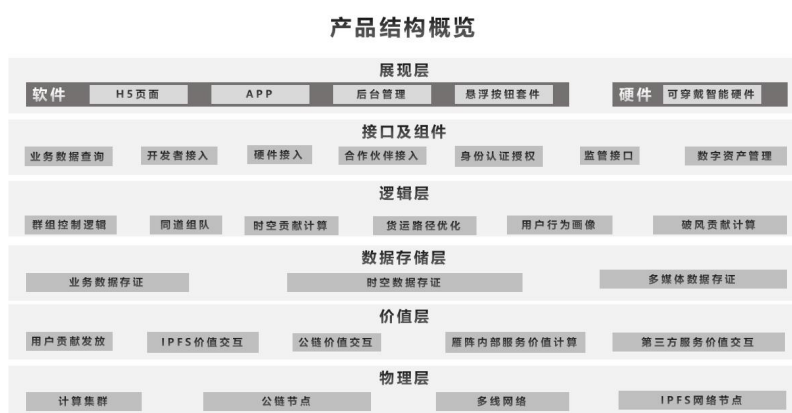 产品结构概览
展现层
软件 H5页面 APP 后台管理 悬浮按钮套件 硬件 可穿戴智能硬件
接口及组件
业务数据查询 开发者接入 硬件接入 合作伙伴接入 身份认证授权 监管接口 数字资产管理
逻辑层
群组控制逻辑 同道组队 时空贡献计算 货运路径优化 用户行为画像 破风贡献计算
数据存储层
业务数据存证 时空数据存证 多媒体数据存证
价值层
用户贡献发放 IPFS价值交互 公链价值交互 雁阵内部服务价值计算 第三方服务价值交互
物理层
计算集群 公链节点 多线网络 IPFS网络节点